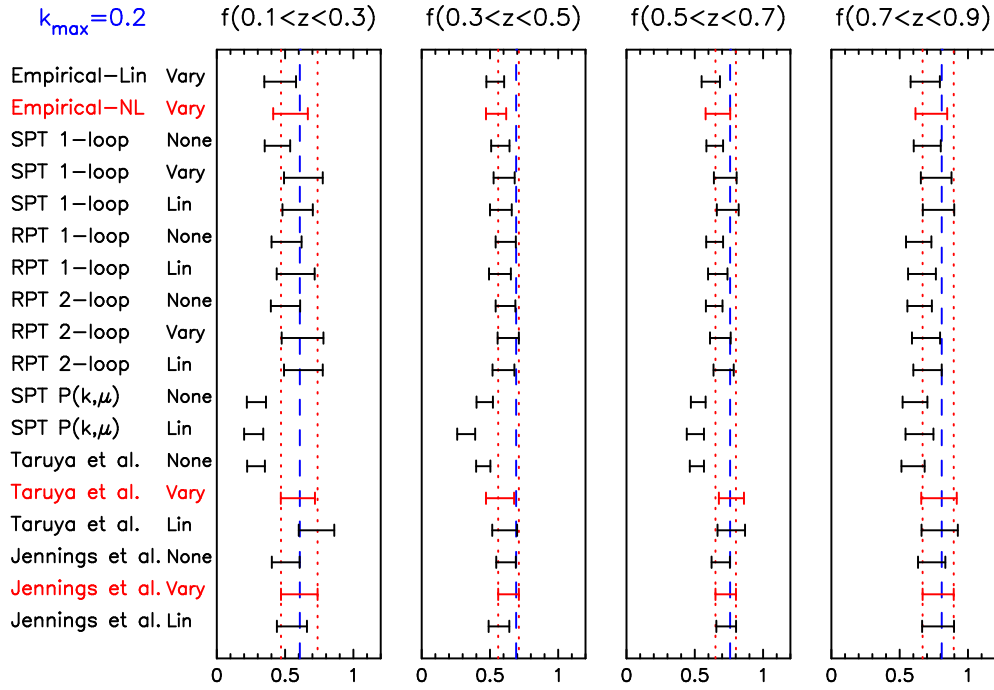 k_max=0.2 f(0.1<z<0.3) f(0.3<z<0.5) f(0.5<z<0.7) f(0.7<z<0.9)
Empirical-Lin Vary
Empirical-NL Vary
SPT 1-loop None
SPT 1-loop Vary
SPT 1-loop Lin
RPT 1-loop None
RPT 1-loop Lin
RPT 2-loop None
RPT 2-loop Vary
RPT 2-loop Lin
SPT P(k,μ) None
SPT P(k,μ) Lin
Taruya et al. None
Taruya et al. Vary
Taruya et al. Lin
Jennings et al. None
Jennings et al. Vary
Jennings et al. Lin
0.5 1 0.5 1 0.5 1 0.5 1